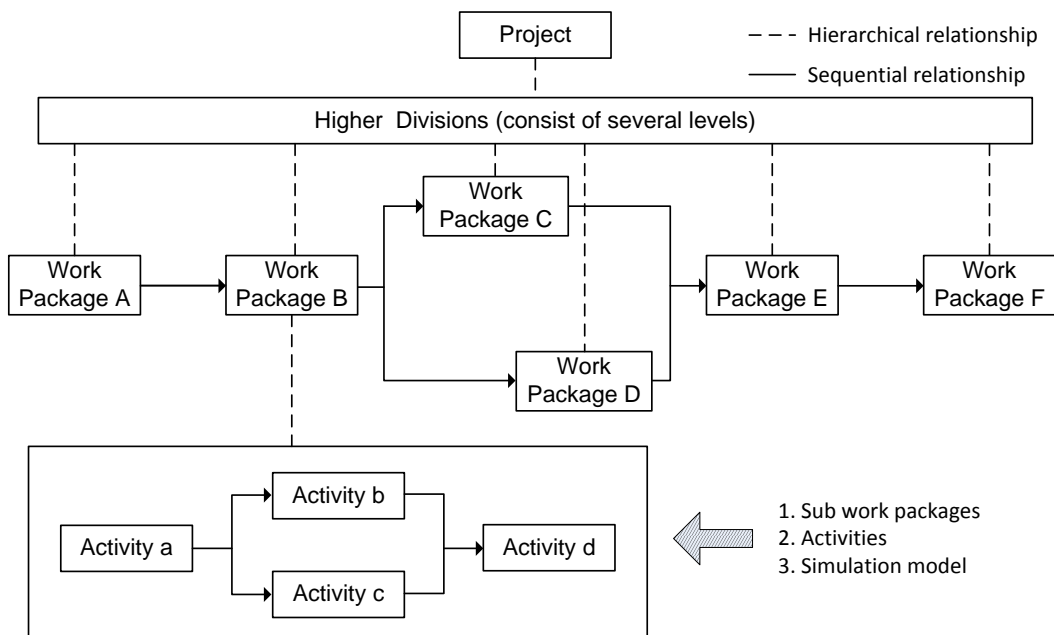 Project
Hierarchical relationship
Sequential relationship
Higher Divisions (consist of several levels)
Work
Package C
Work
Package A
Work
Package B
Work
Package E
Work
Package F
Work
Package D
Activity b
Activity a
Activity d
Activity c
1. Sub work packages
2. Activities
3. Simulation model